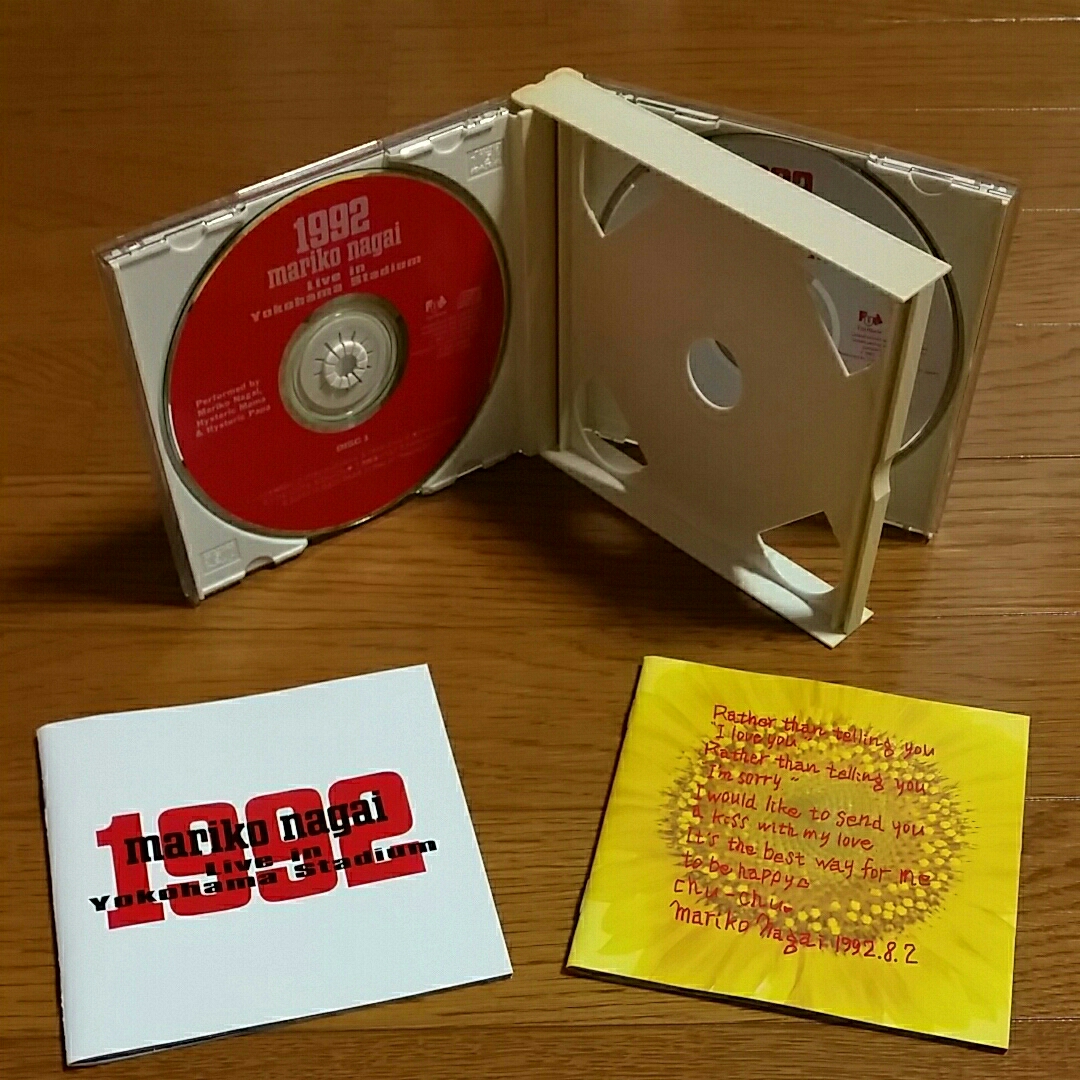 1992
mariko nagai
Live in
Yokohama Stadium
Performed by
Mariko Nagai,
Hysteric Mama
& Hysteric Papa
DISC 1
1992
mariko nagai
Live in
Yokohama Stadium
Rather than telling you
"I love you"
Rather than telling you
I'm sorry"
I would like to send you
a kiss with my love
It's the best way for me
to be happy
chu-chu
mariko nagai 1992.8.2